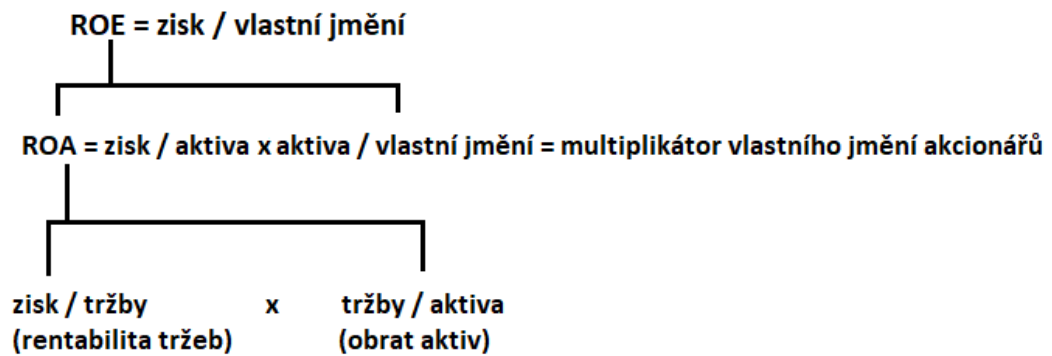 ROE = zisk / vlastní jmění
ROA = zisk / aktiva x aktiva / vlastní jmění = multiplikátor vlastního jmění akcionářů
zisk / tržby x tržby / aktiva
(rentabilita tržeb) (obrat aktiv)